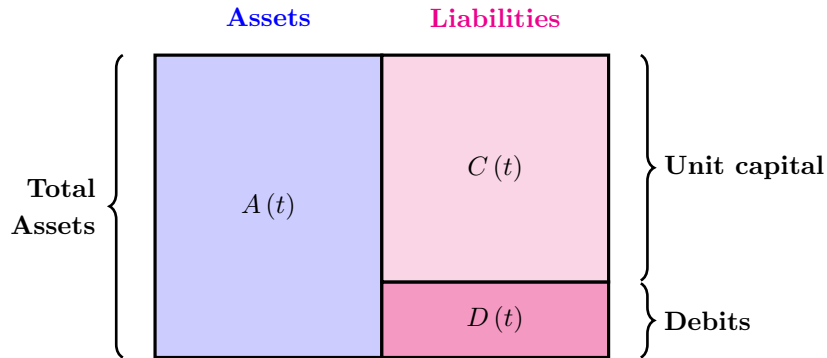 Assets
Liabilities
Total
Assets
A (t)
C (t)
Unit capital
D (t)
Debits